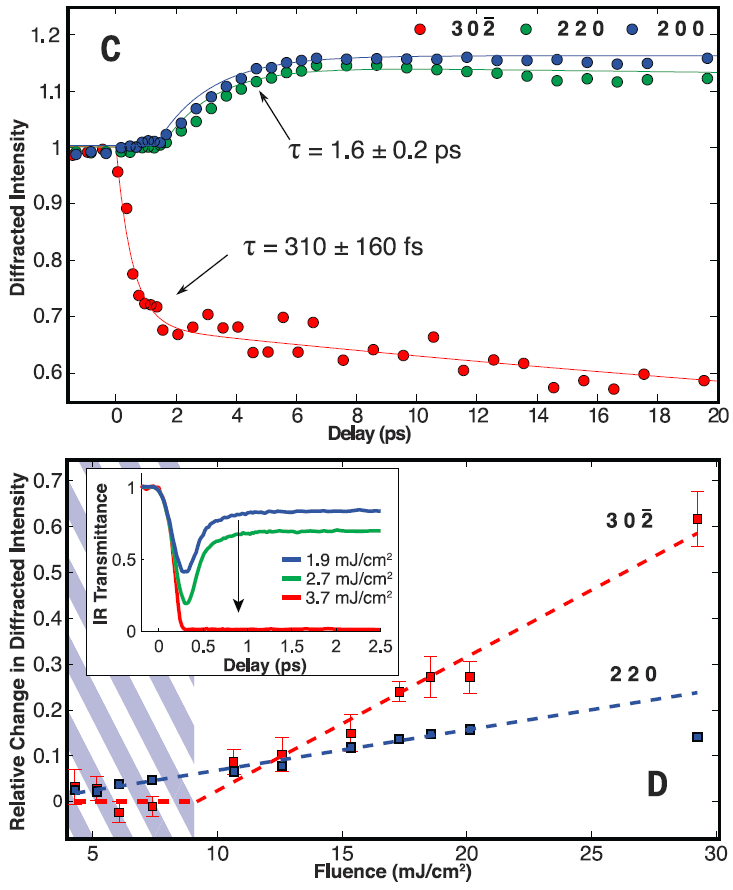 C
302̄ 220 200
1.2
1.1
1
0.9
0.8
0.7
0.6
Diffracted Intensity
τ = 1.6 ± 0.2 ps
τ = 310 ± 160 fs
0 2 4 6 8 10 12 14 16 18 20
Delay (ps)
0.7
0.6
0.5
0.4
0.3
0.2
0.1
0
Relative Change in Diffracted Intensity
1
0.5
0
IR Transmittance
1.9 mJ/cm²
2.7 mJ/cm²
3.7 mJ/cm²
0 0.5 1 1.5 2 2.5
Delay (ps)
302̄
220
D
5 10 15 20 25 30
Fluence (mJ/cm²)